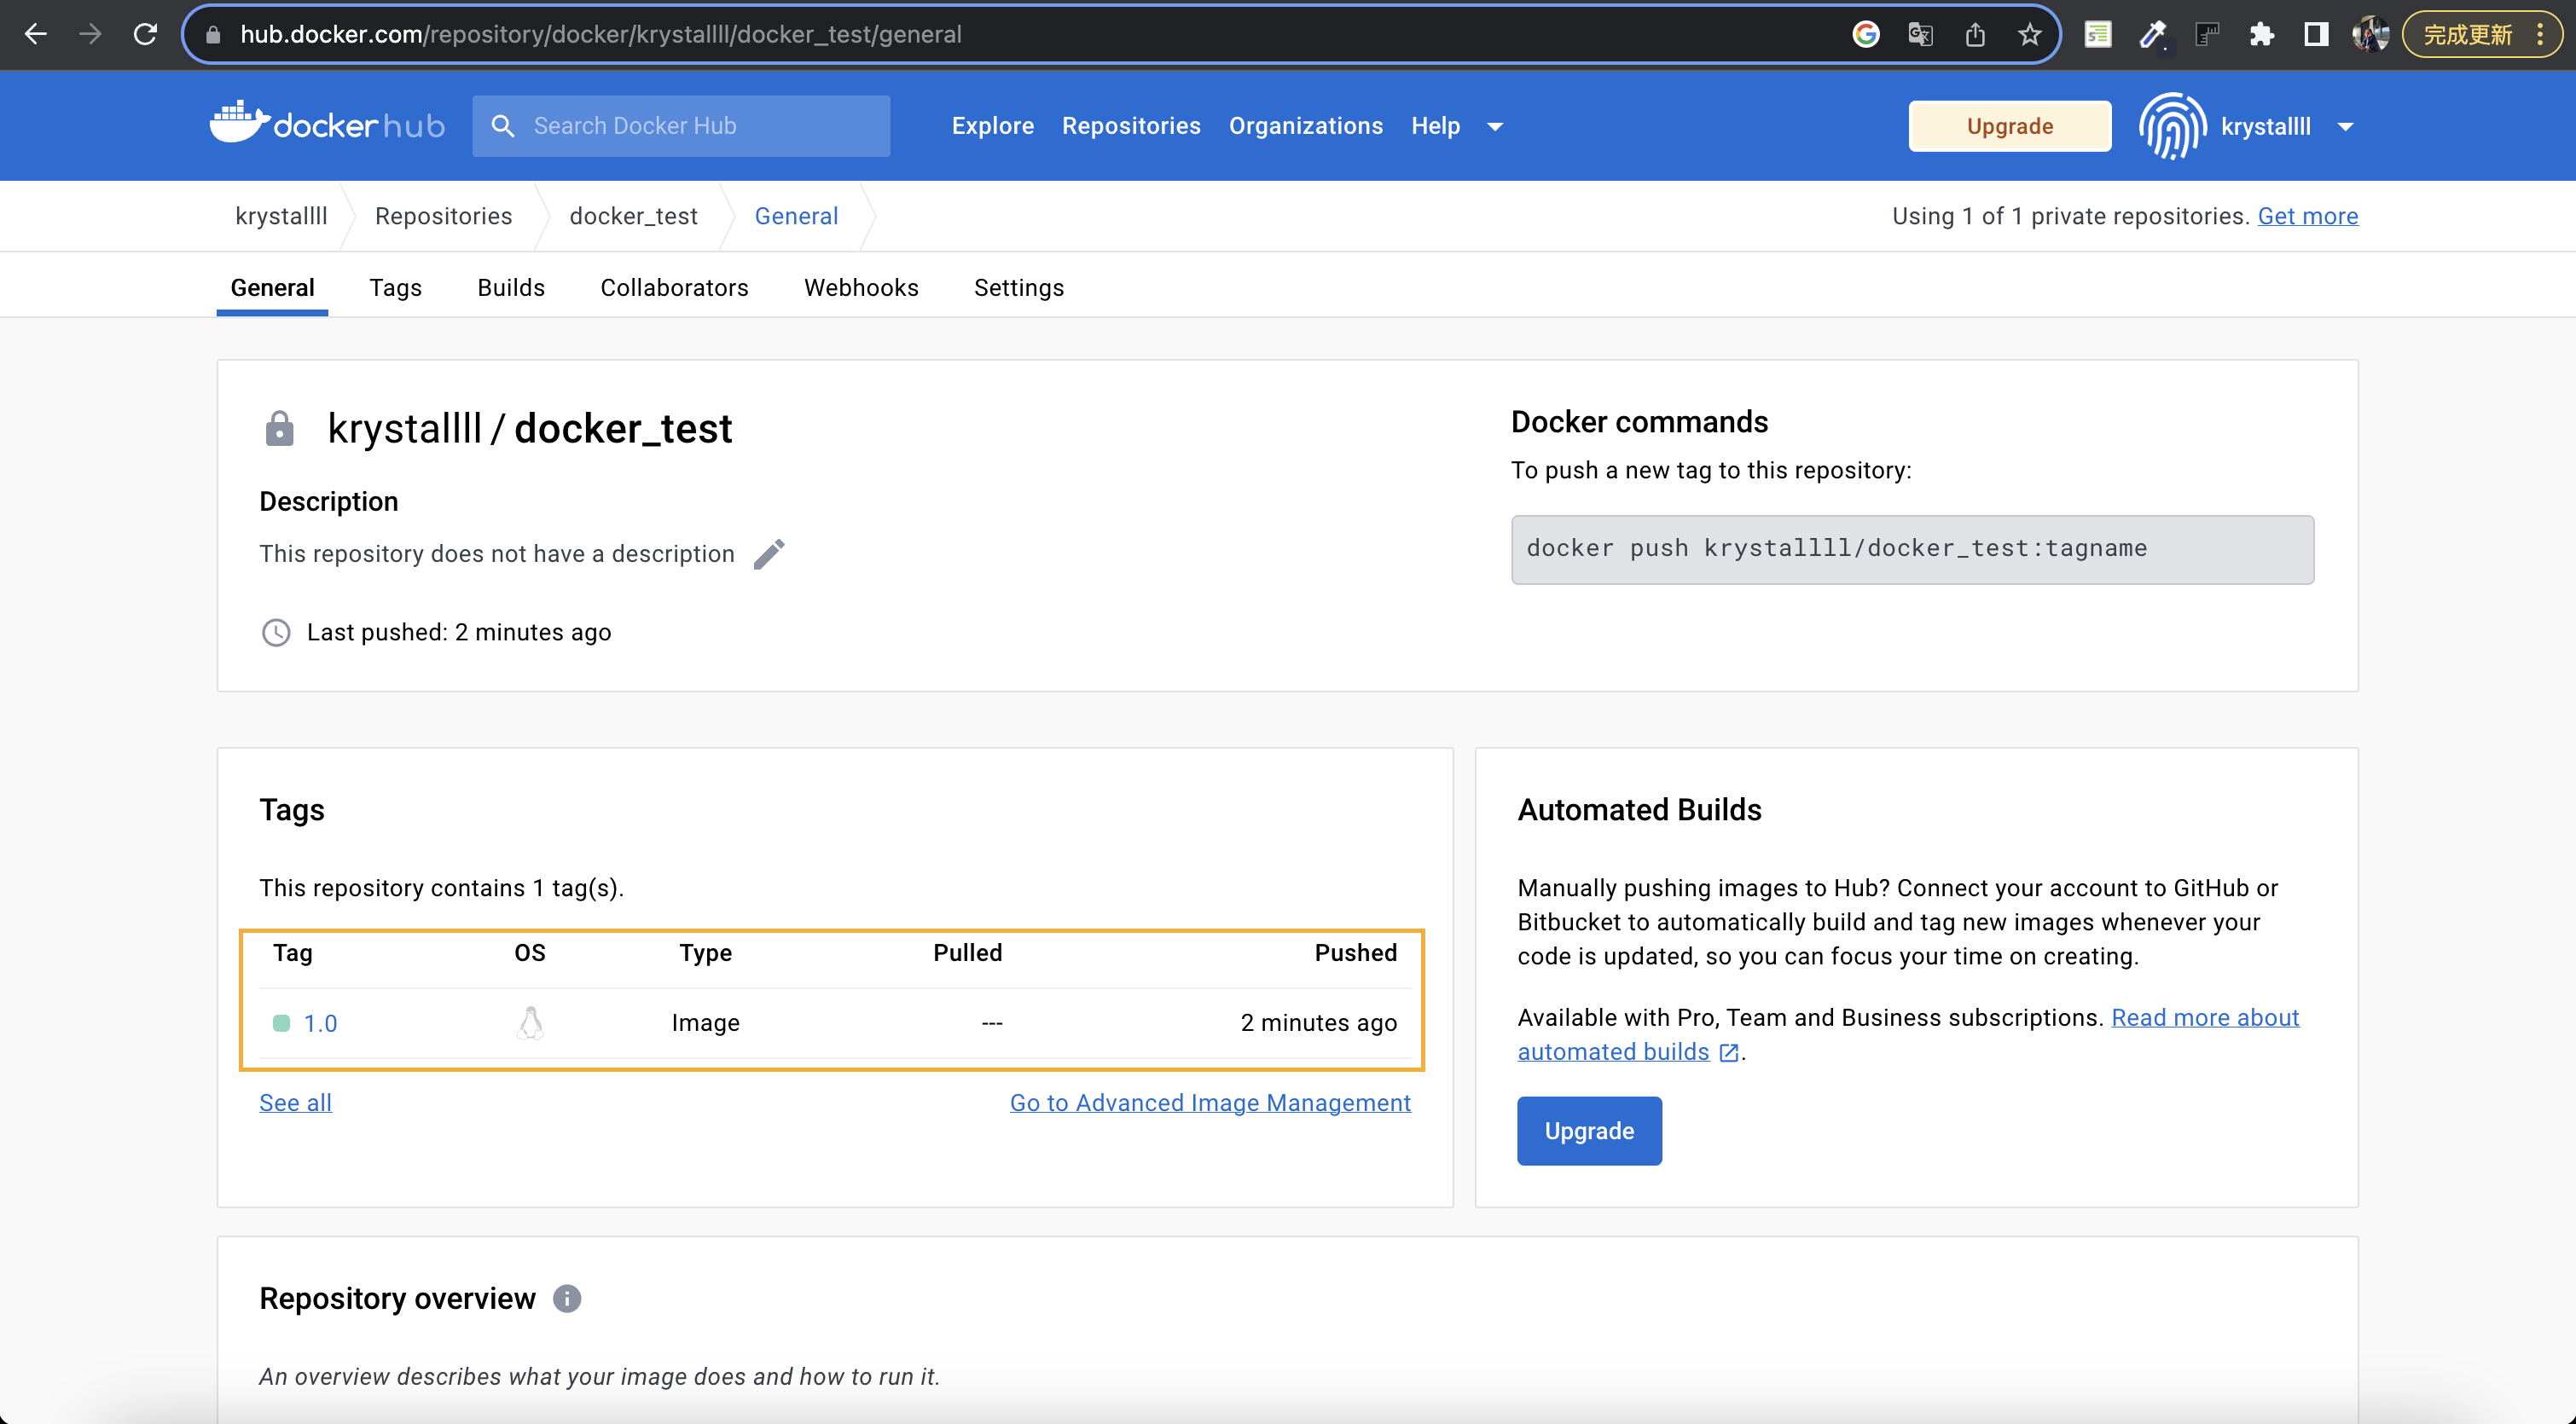 hub.docker.com/repository/docker/krystallll/docker_test/general
完成更新
docker hub
Search Docker Hub
Explore
Repositories
Organizations
Help
Upgrade
krystallll
krystallll
Repositories
docker_test
General
Using 1 of 1 private repositories. Get more
General
Tags
Builds
Collaborators
Webhooks
Settings
krystallll / docker_test
Description
This repository does not have a description
Last pushed: 2 minutes ago
Docker commands
To push a new tag to this repository:
docker push krystallll/docker_test:tagname
Tags
This repository contains 1 tag(s).
Tag OS Type Pulled Pushed
1.0 Image --- 2 minutes ago
See all
Go to Advanced Image Management
Automated Builds
Manually pushing images to Hub? Connect your account to GitHub or
Bitbucket to automatically build and tag new images whenever your
code is updated, so you can focus your time on creating.
Available with Pro, Team and Business subscriptions. Read more about
automated builds .
Upgrade
Repository overview
An overview describes what your image does and how to run it.